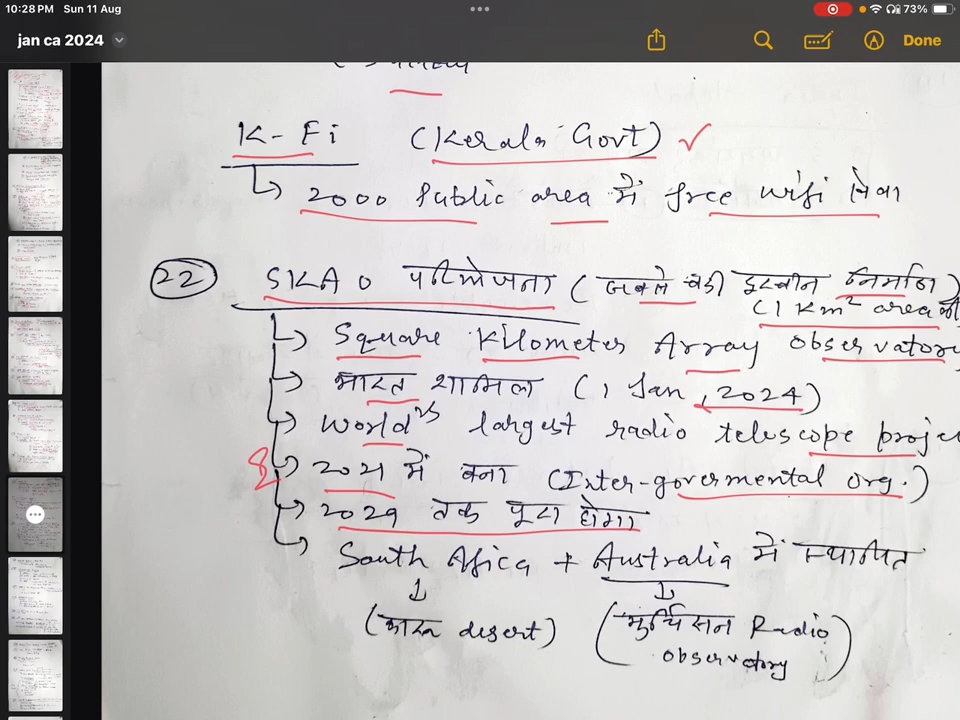 10:28 PM Sun 11 Aug
73%
jan ca 2024
Done
K-Fi (Kerala Govt) ✓
2000 Public area में free wifi सेवा
22 SKAO परियोजना (सबसे बड़ी दूरबीन निर्माण)
(1 Km² area में
Square Kilometer Array Observatory
भारत शामिल (1 Jan, 2024)
World's largest radio telescope projec
2021 में बना (Inter-govermental org.)
2029 तक पूरा होगा
South Africa + Australia में स्थापित
desert) (मुर्चिसन Radio
observatory)